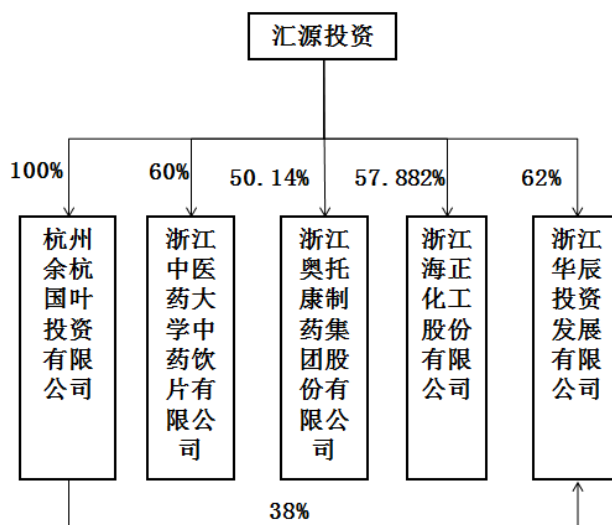 汇源投资
100%
60%
50.14%
57.882%
62%
杭州
余杭
国叶
投资
有限
公司
浙江
中医
药大
学中
药饮
片有
限公
司
浙江
奥托
康制
药集
团股
份有
限公
司
浙江
海正
化工
股份
有限
公司
浙江
华辰
投资
发展
有限
公司
38%